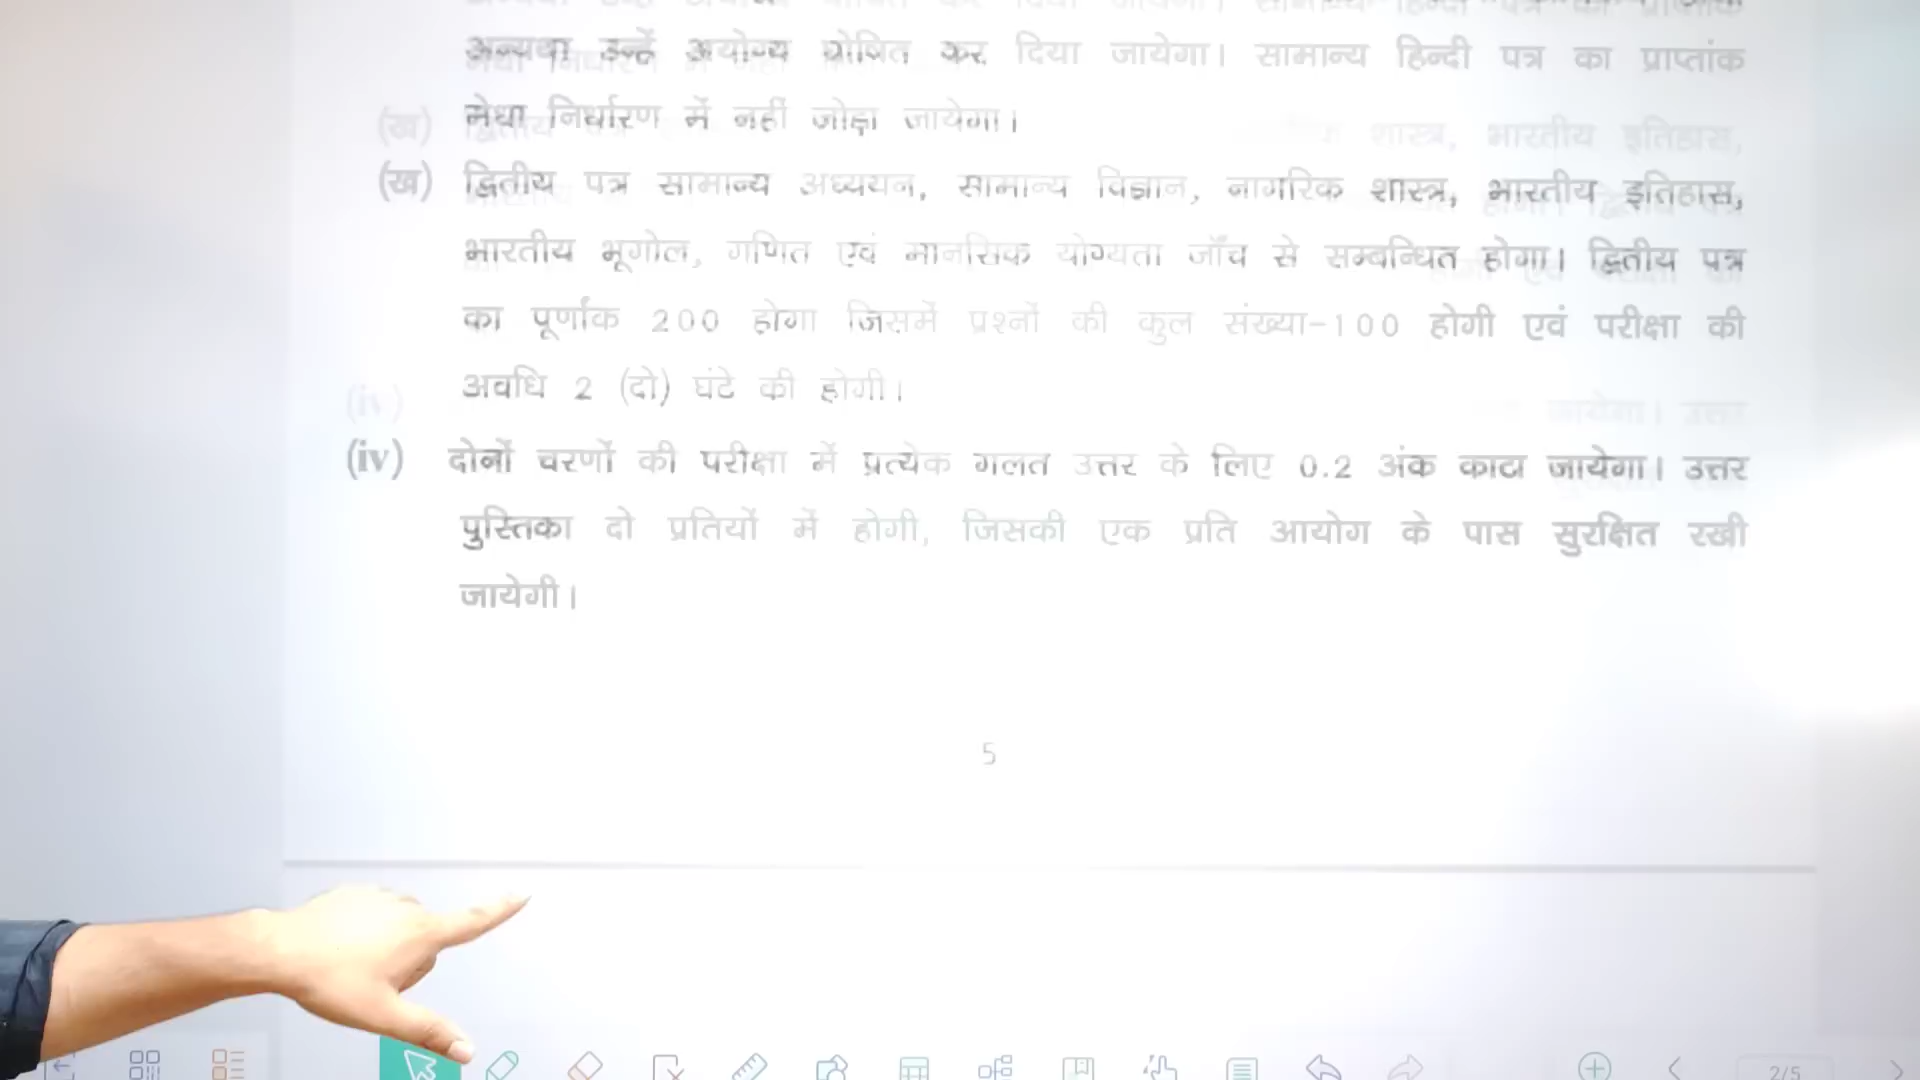 अन्यथा उन्हें अयोग्य घोषित कर दिया जायेगा। सामान्य हिन्दी पत्र का प्राप्तांक
मेधा निर्धारण में नहीं जोड़ा जायेगा।
(ख) द्वितीय पत्र सामान्य अध्ययन, सामान्य विज्ञान, नागरिक शास्त्र, भारतीय इतिहास,
भारतीय भूगोल, गणित एवं मानसिक योग्यता जाँच से सम्बन्धित होगा। द्वितीय पत्र
का पूर्णांक 200 होगा जिसमें प्रश्नों की कुल संख्या-100 होगी एवं परीक्षा की
अवधि 2 (दो) घंटे की होगी।
(iv) दोनों चरणों की परीक्षा में प्रत्येक गलत उत्तर के लिए 0.2 अंक काटा जायेगा। उत्तर
पुस्तिका दो प्रतियों में होगी, जिसकी एक प्रति आयोग के पास सुरक्षित रखी
जायेगी।
5
2/5